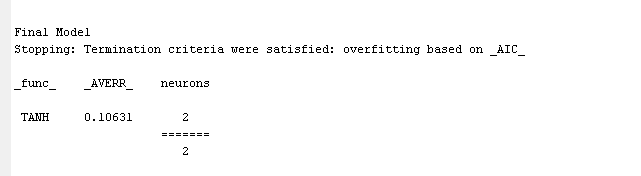 Final Model
Stopping: Termination criteria were satisfied: overfitting based on _AIC_
_func_ _AVERR_ neurons
TANH 0.10631 2
=======
2